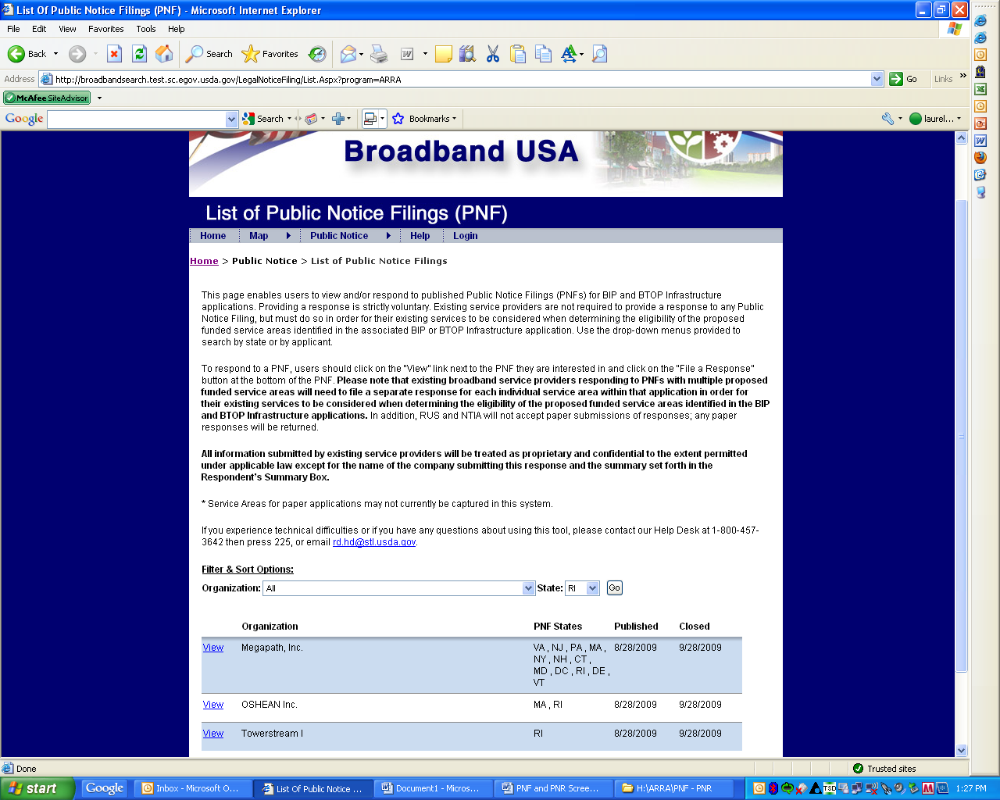 List Of Public Notice Filings (PNF) - Microsoft Internet Explorer
File Edit View Favorites Tools Help
Back Search Favorites
Address http://broadbandsearch.test.sc.egov.usda.gov/LegalNoticeFiling/List.Aspx?program=ARRA Go Links »
McAfee SiteAdvisor
Google Search Bookmarks laurel...
Broadband USA
List of Public Notice Filings (PNF)
Home Map Public Notice Help Login
Home > Public Notice > List of Public Notice Filings
This page enables users to view and/or respond to published Public Notice Filings (PNFs) for BIP and BTOP Infrastructure
applications. Providing a response is strictly voluntary. Existing service providers are not required to provide a response to any Public
Notice Filing, but must do so in order for their existing services to be considered when determining the eligibility of the proposed
funded service areas identified in the associated BIP or BTOP Infrastructure application. Use the drop-down menus provided to
search by state or by applicant.
To respond to a PNF, users should click on the "View" link next to the PNF they are interested in and click on the "File a Response"
button at the bottom of the PNF. Please note that existing broadband service providers responding to PNFs with multiple proposed
funded service areas will need to file a separate response for each individual service area within that application in order for
their existing services to be considered when determining the eligibility of the proposed funded service areas identified in the BIP
and BTOP Infrastructure applications. In addition, RUS and NTIA will not accept paper submissions of responses; any paper
responses will be returned.
All information submitted by existing service providers will be treated as proprietary and confidential to the extent permitted
under applicable law except for the name of the company submitting this response and the summary set forth in the
Respondent's Summary Box.
* Service Areas for paper applications may not currently be captured in this system.
If you experience technical difficulties or if you have any questions about using this tool, please contact our Help Desk at 1-800-457-
3642 then press 225, or email rd.hd@stl.usda.gov.
Filter & Sort Options:
Organization: All State: RI Go
Organization PNF States Published Closed
View Megapath, Inc. VA , NJ , PA , MA , 8/28/2009 9/28/2009
NY , NH , CT ,
MD , DC , RI , DE ,
VT
View OSHEAN Inc. MA , RI 8/28/2009 9/28/2009
View Towerstream I RI 8/28/2009 9/28/2009
Done Trusted sites
start Google Inbox - Microsoft O... List Of Public Notice ... Document1 - Micros... PNF and PNR Scree... H:\ARRA\PNF - PNR TSD 1:27 PM